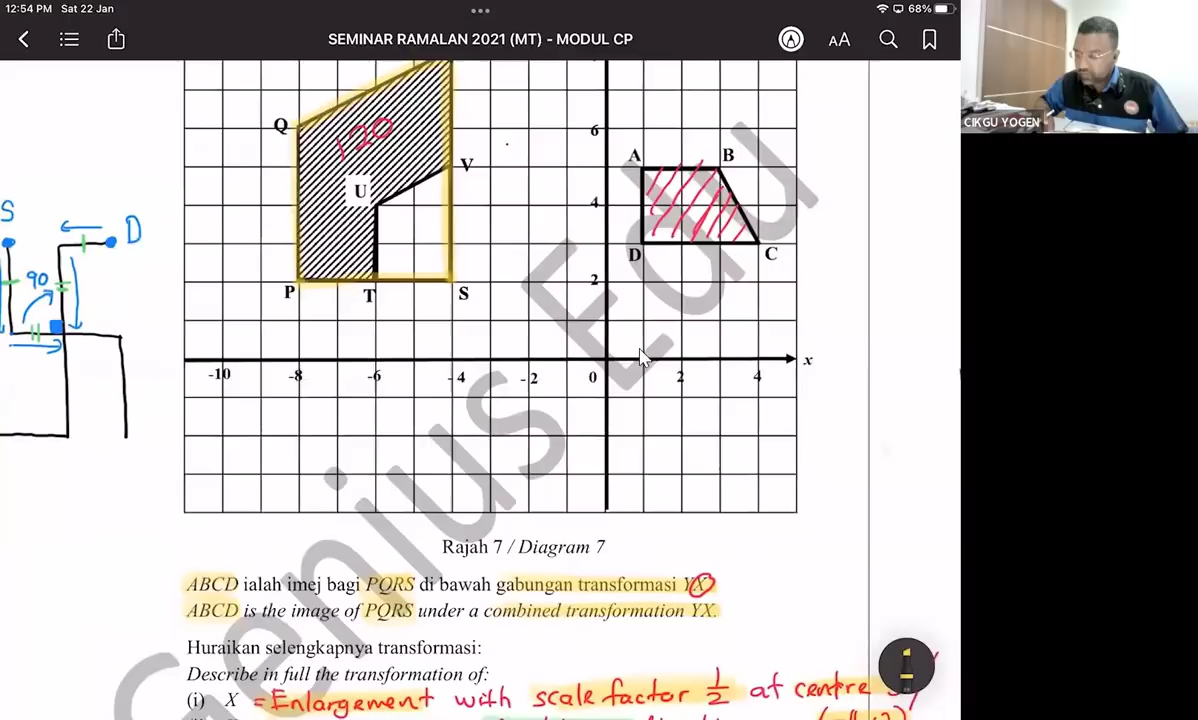 12:54 PM Sat 22 Jan
68%
SEMINAR RAMALAN 2021 (MT) - MODUL CP
AA
CIKGU YOGEN
Q
120
6
A
B
V
U
4
S
D
D
C
90
2
P
T
S
x
-10
-8
-6
- 4
- 2
0
2
4
Genius Edu
Rajah 7 / Diagram 7
ABCD ialah imej bagi PQRS di bawah gabungan transformasi YX
ABCD is the image of PQRS under a combined transformation YX.
Huraikan selengkapnya transformasi:
Describe in full the transformation of:
(i) X = Enlargement with scale factor 1/2 at centre